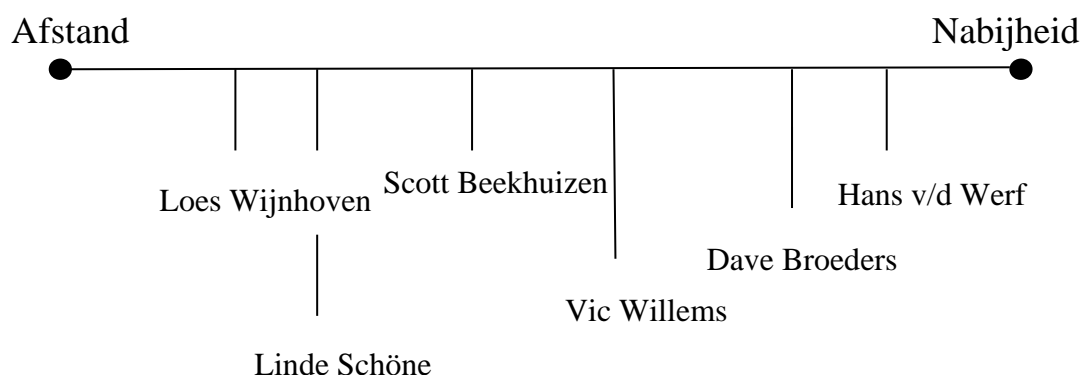 Afstand
Nabijheid
Loes Wijnhoven
Scott Beekhuizen
Hans v/d Werf
Dave Broeders
Vic Willems
Linde Schöne